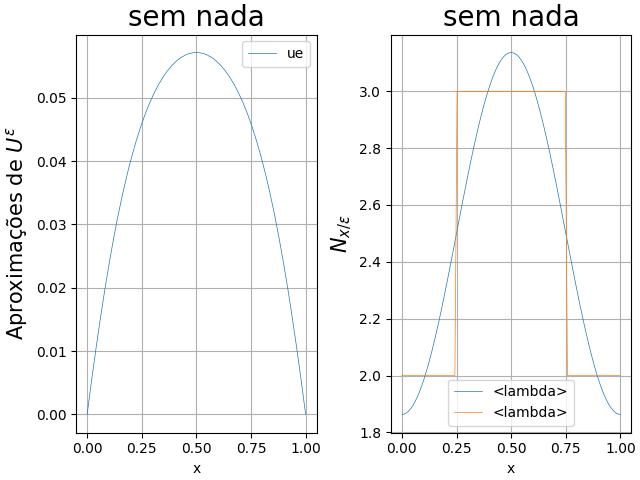 sem nada
Aproximações de $U^ε$
0.05
0.04
0.03
0.02
0.01
0.00
ue
0.00 0.25 0.50 0.75 1.00
x
sem nada
$N_{x/ε}$
3.0
2.8
2.6
2.4
2.2
2.0
1.8
<lambda>
<lambda>
0.00 0.25 0.50 0.75 1.00
x